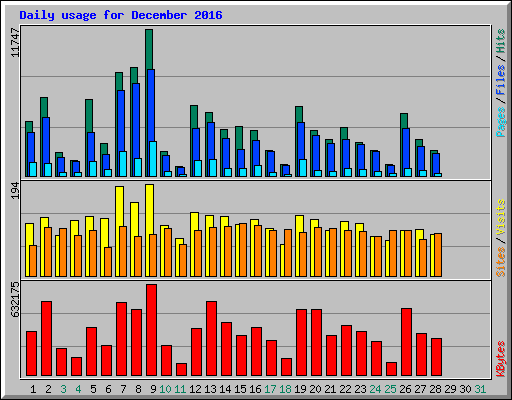 Daily usage for December 2016
11747
Pages / Files / Hits
194
Sites / Visits
632175
KBytes
1 2 3 4 5 6 7 8 9 10 11 12 13 14 15 16 17 18 19 20 21 22 23 24 25 26 27 28 29 30 31